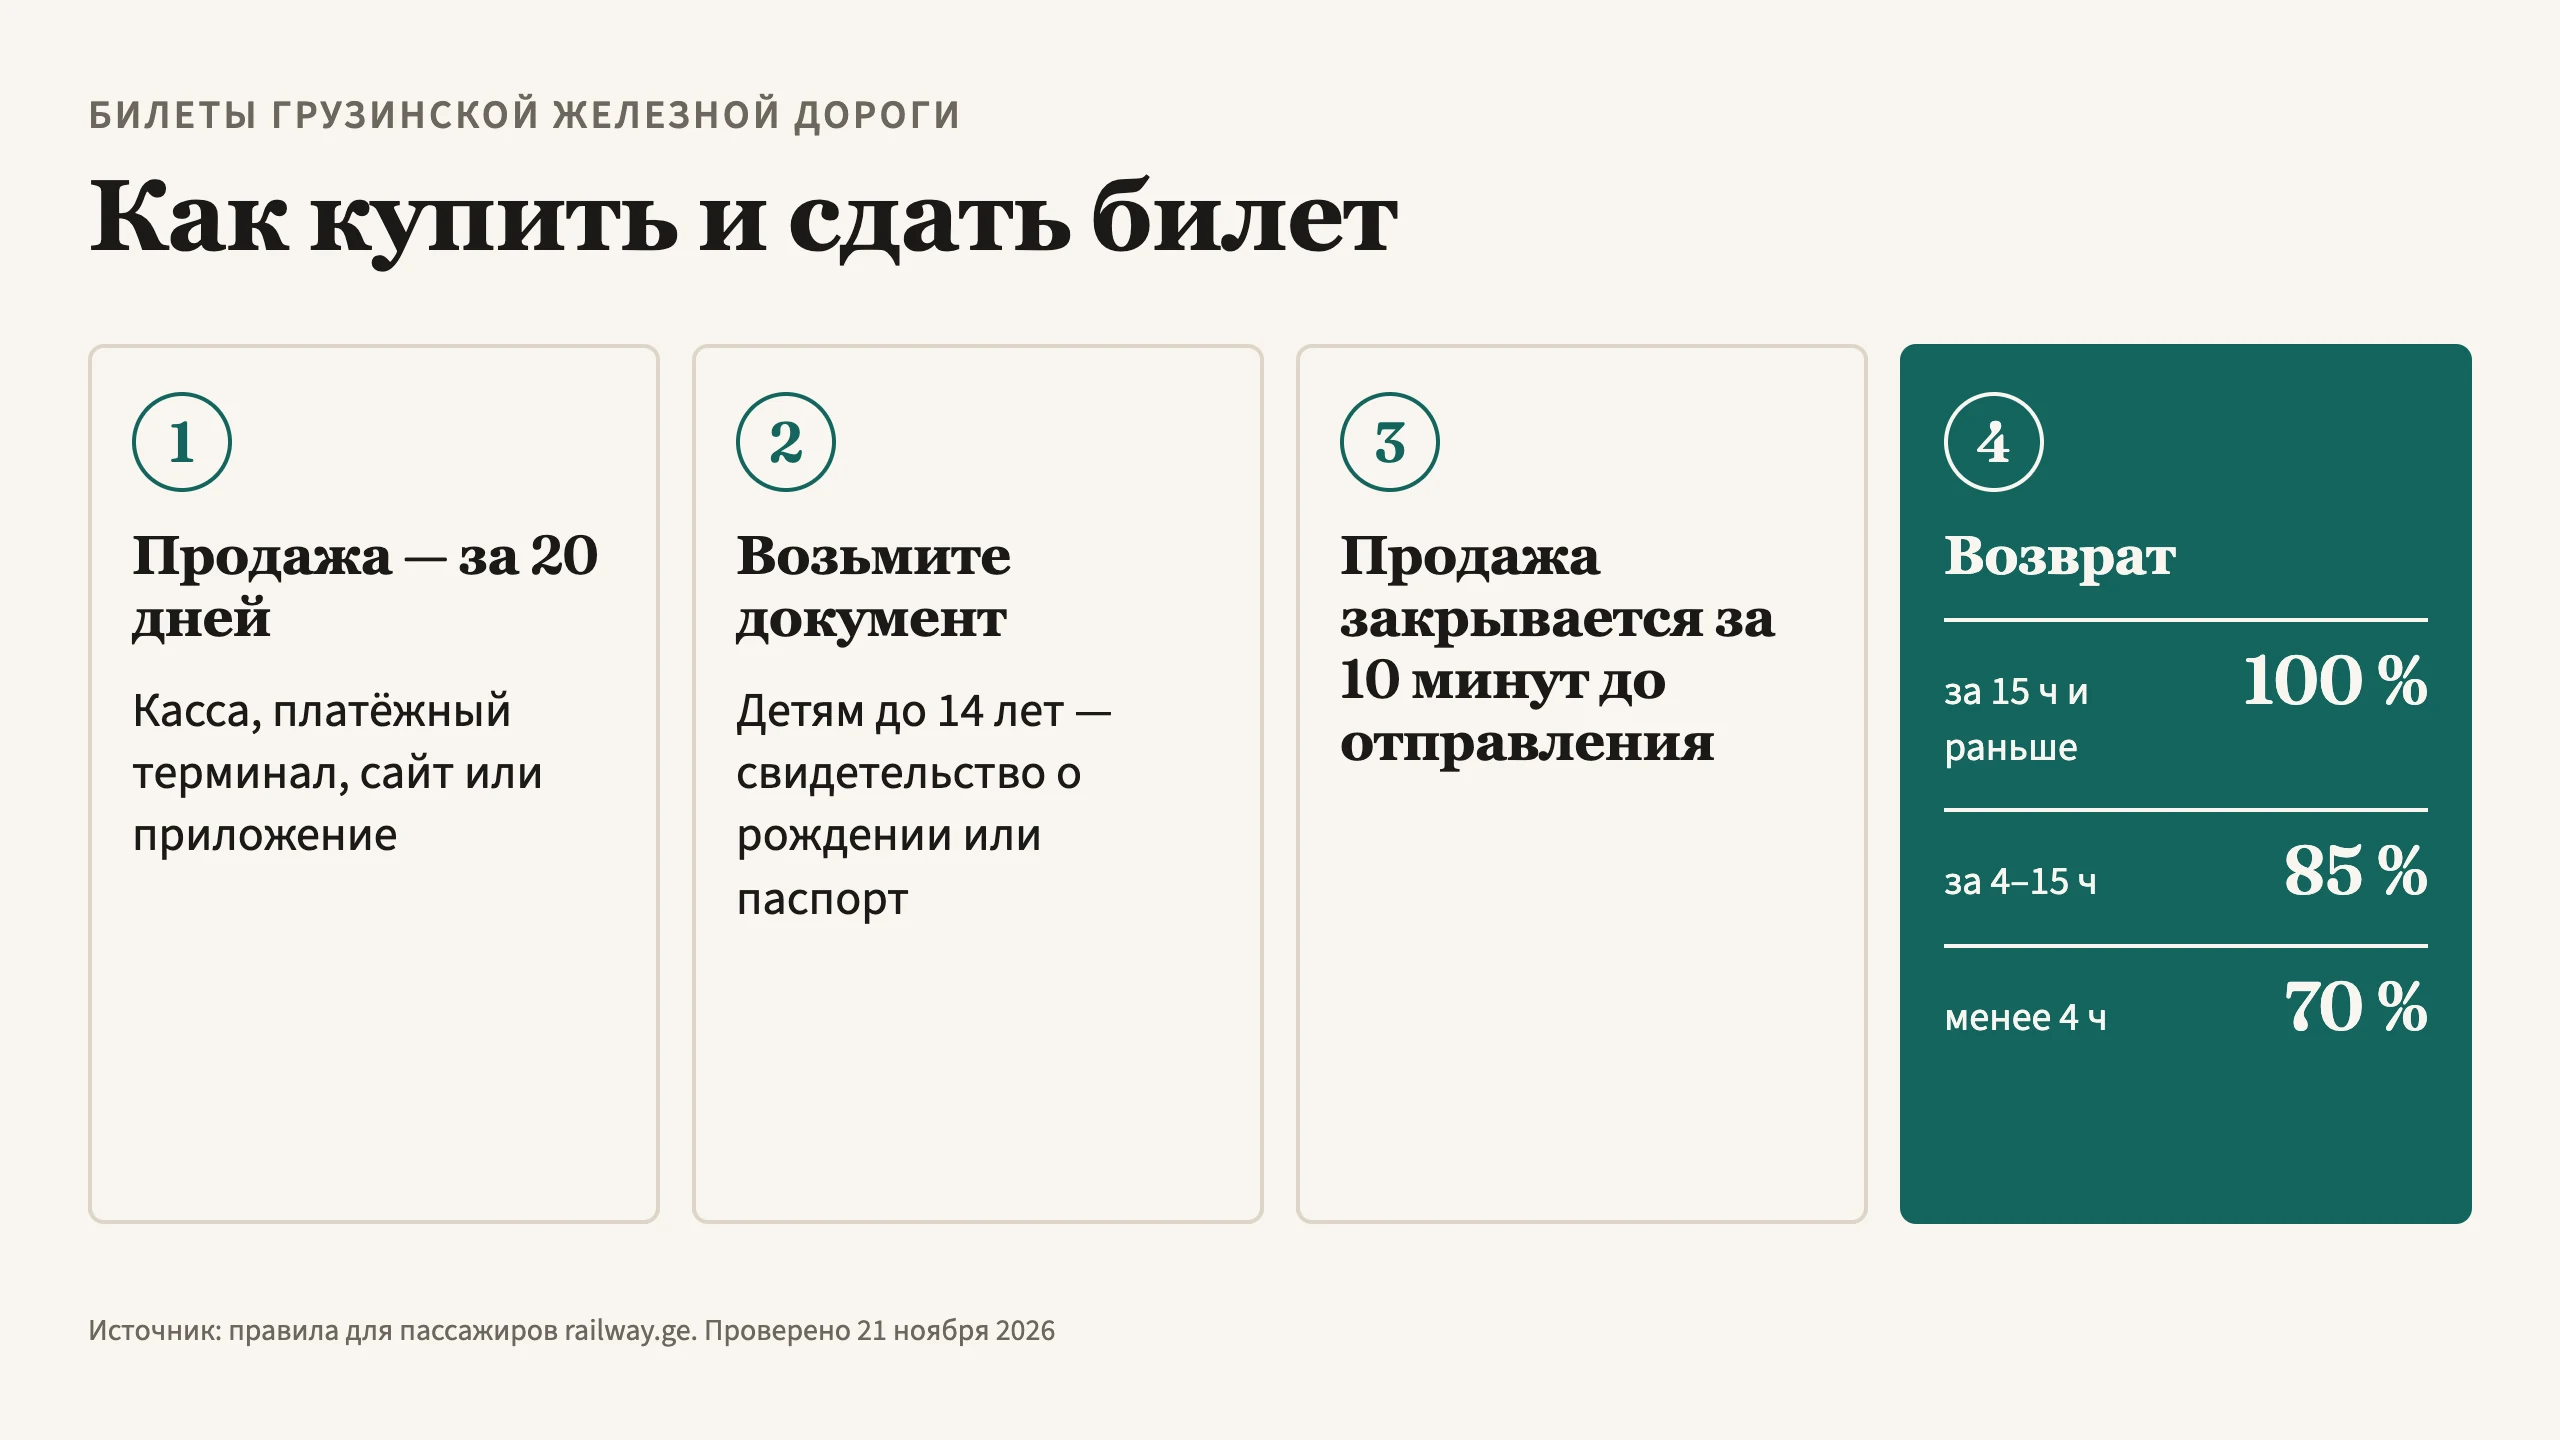 БИЛЕТЫ ГРУЗИНСКОЙ ЖЕЛЕЗНОЙ ДОРОГИ
Как купить и сдать билет
1
Продажа — за 20
дней
Касса, платёжный
терминал, сайт или
приложение
2
Возьмите
документ
Детям до 14 лет —
свидетельство о
рождении или
паспорт
3
Продажа
закрывается за
10 минут до
отправления
4
Возврат
за 15 ч и 100 %
раньше
за 4–15 ч 85 %
менее 4 ч 70 %
Источник: правила для пассажиров railway.ge. Проверено 21 ноября 2026